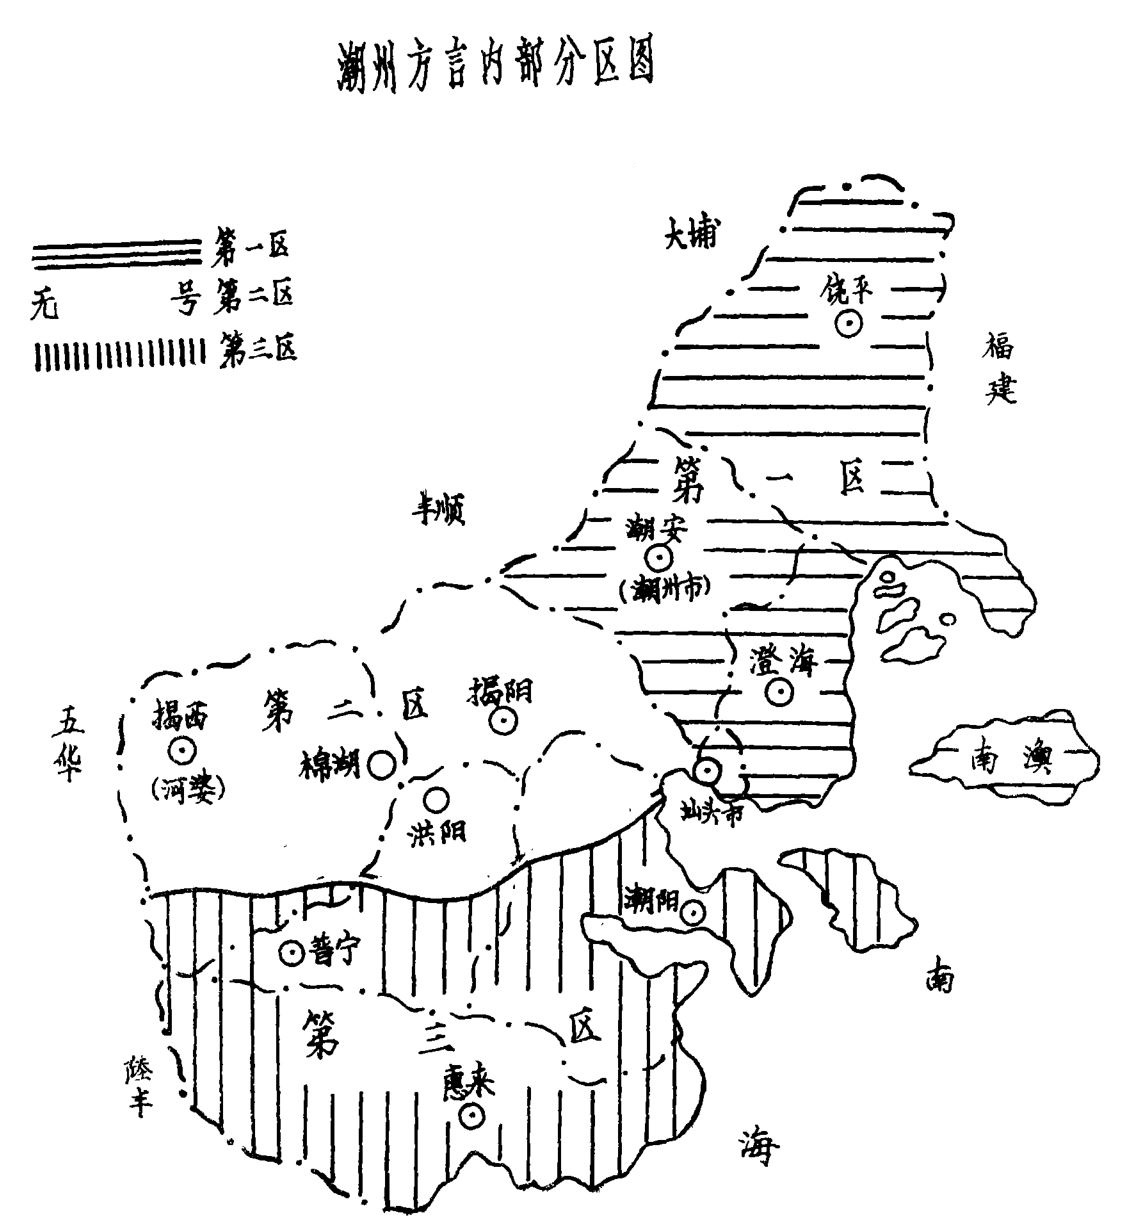 潮州方言内部分区图
第一区
无 号 第二区
第三区
大埔
饶平
福建
第 一 区
丰顺
潮安
(潮州市)
澄海
揭西
(河婆)
第 二 区
揭阳
五华
棉湖
洪阳
南 澳
汕头市
潮阳
普宁
南
第 三 区
惠来
陸丰
海